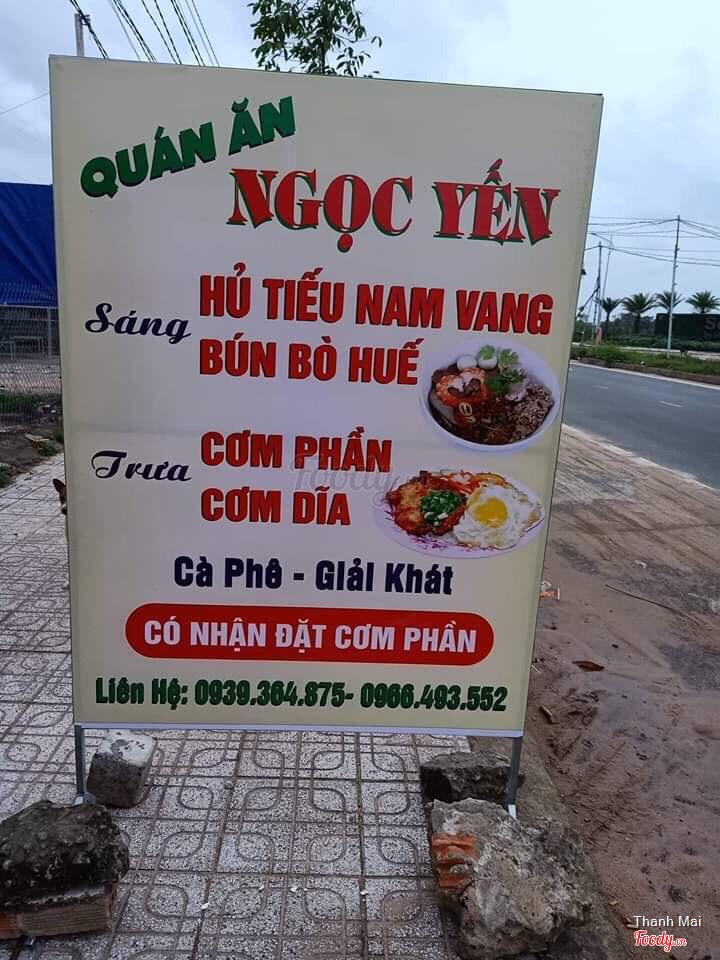 QUÁN ĂN
NGỌC YẾN
Sáng
HỦ TIẾU NAM VANG
BÚN BÒ HUẾ
Trưa
CƠM PHẦN
CƠM DĨA
Foody.vn
Cà Phê - Giải Khát
CÓ NHẬN ĐẶT CƠM PHẦN
Liên Hệ: 0939.364.875- 0966.493.552
Thanh Mai
Foody.vn